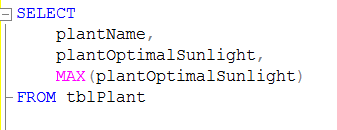 SELECT
plantName,
plantOptimalSunlight,
MAX(plantOptimalSunlight)
FROM tblPlant